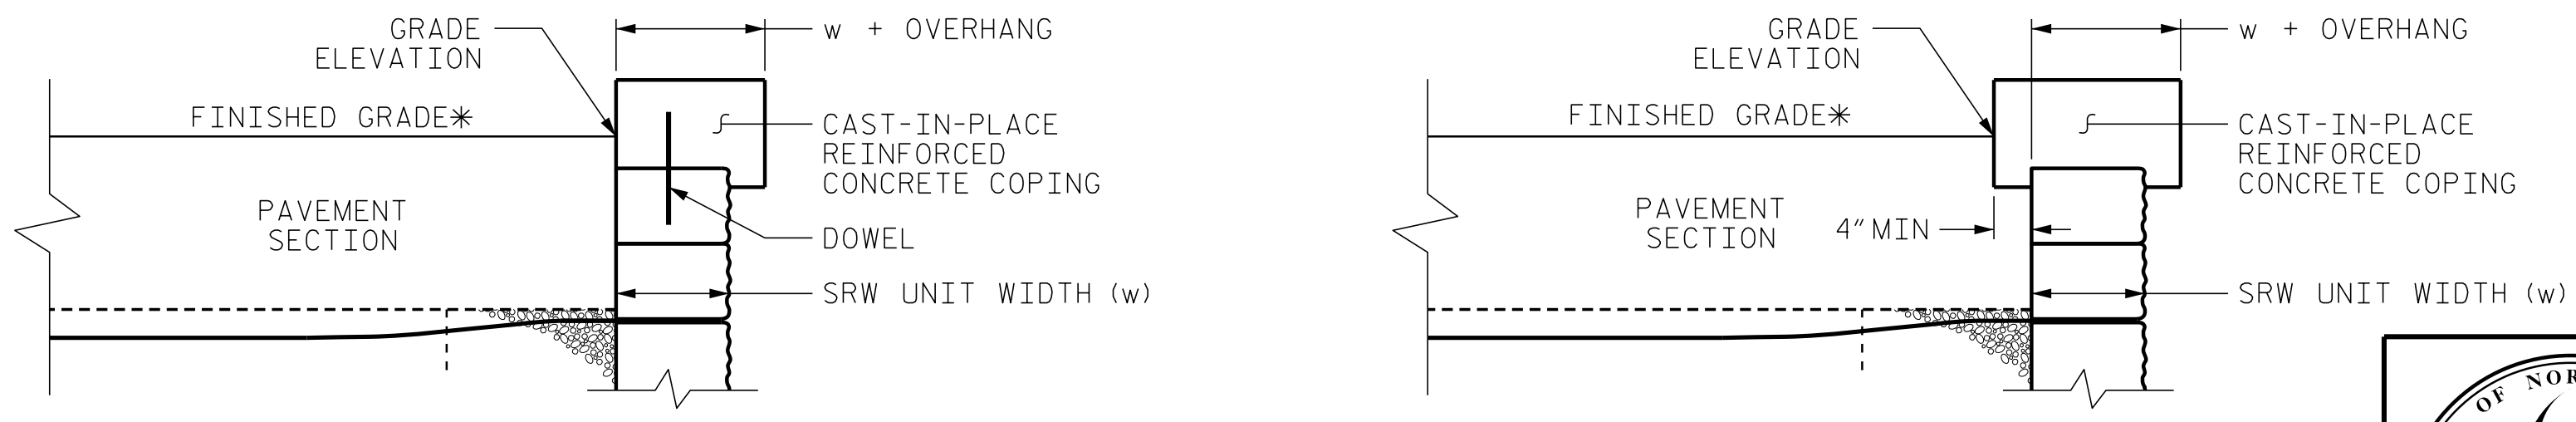 GRADE
ELEVATION
w + OVERHANG
FINISHED GRADE*
CAST-IN-PLACE
REINFORCED
CONCRETE COPING
PAVEMENT
SECTION
DOWEL
SRW UNIT WIDTH (w)
GRADE
ELEVATION
w + OVERHANG
FINISHED GRADE*
CAST-IN-PLACE
REINFORCED
CONCRETE COPING
PAVEMENT
SECTION
4" MIN
SRW UNIT WIDTH (w)
OF NOR